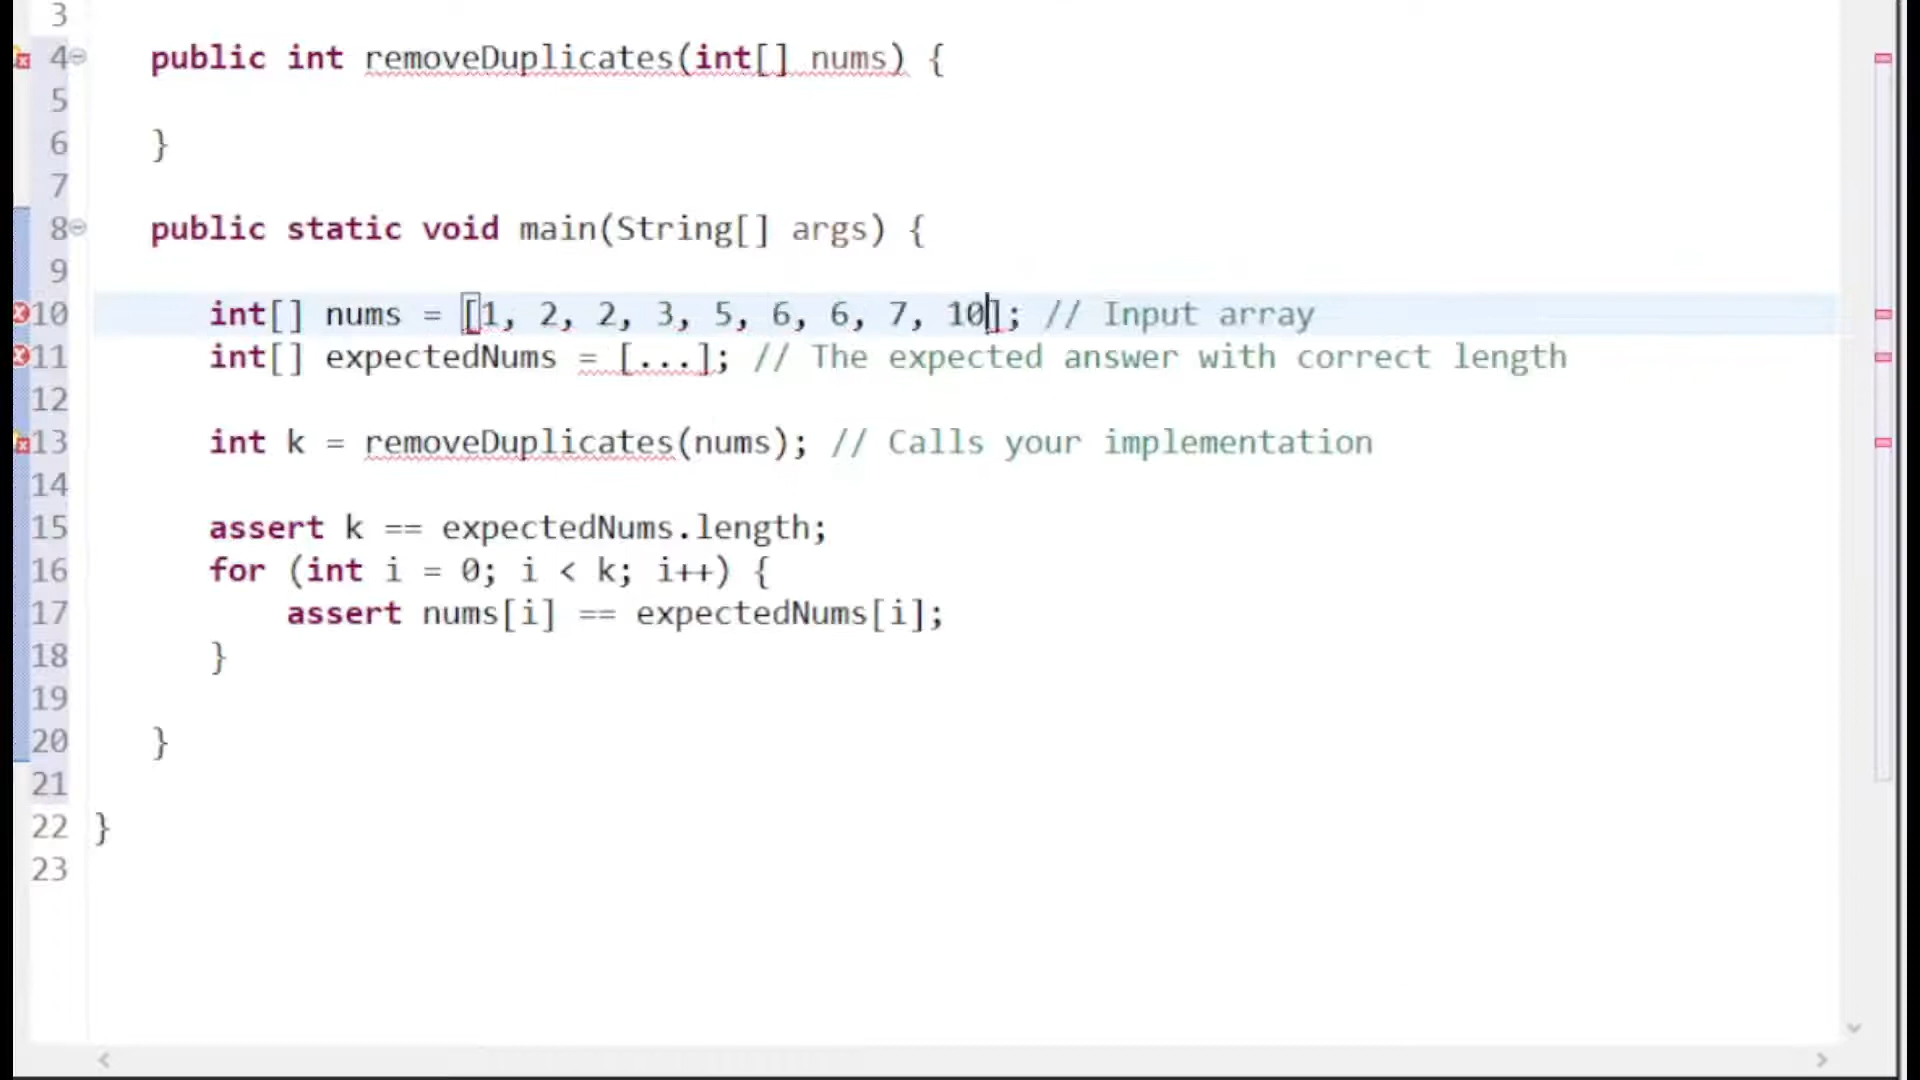 3
4 public int removeDuplicates(int[] nums) {
5
6 }
7
8 public static void main(String[] args) {
9
10 int[] nums = [1, 2, 2, 3, 5, 6, 6, 7, 10]; // Input array
11 int[] expectedNums = [...]; // The expected answer with correct length
12
13 int k = removeDuplicates(nums); // Calls your implementation
14
15 assert k == expectedNums.length;
16 for (int i = 0; i < k; i++) {
17 assert nums[i] == expectedNums[i];
18 }
19
20 }
21
22 }
23